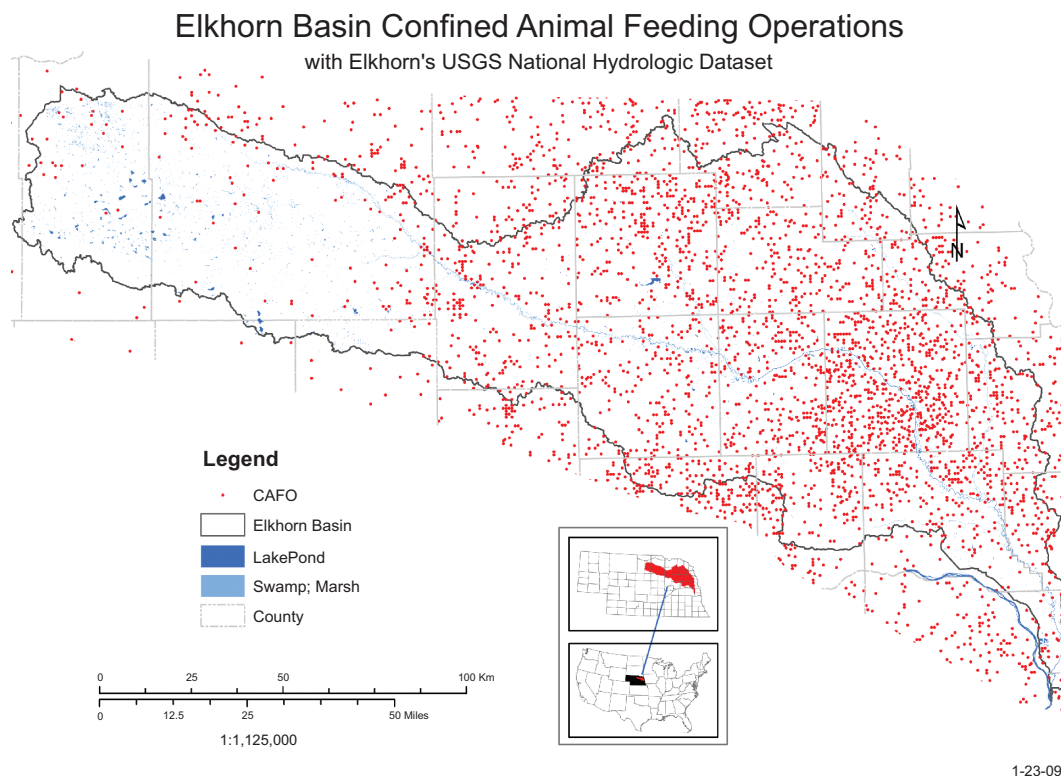 Elkhorn Basin Confined Animal Feeding Operations
with Elkhorn's USGS National Hydrologic Dataset
N
Legend
CAFO
Elkhorn Basin
LakePond
Swamp; Marsh
County
0 25 50 100 Km
0 12.5 25 50 Miles
1:1,125,000
1-23-09